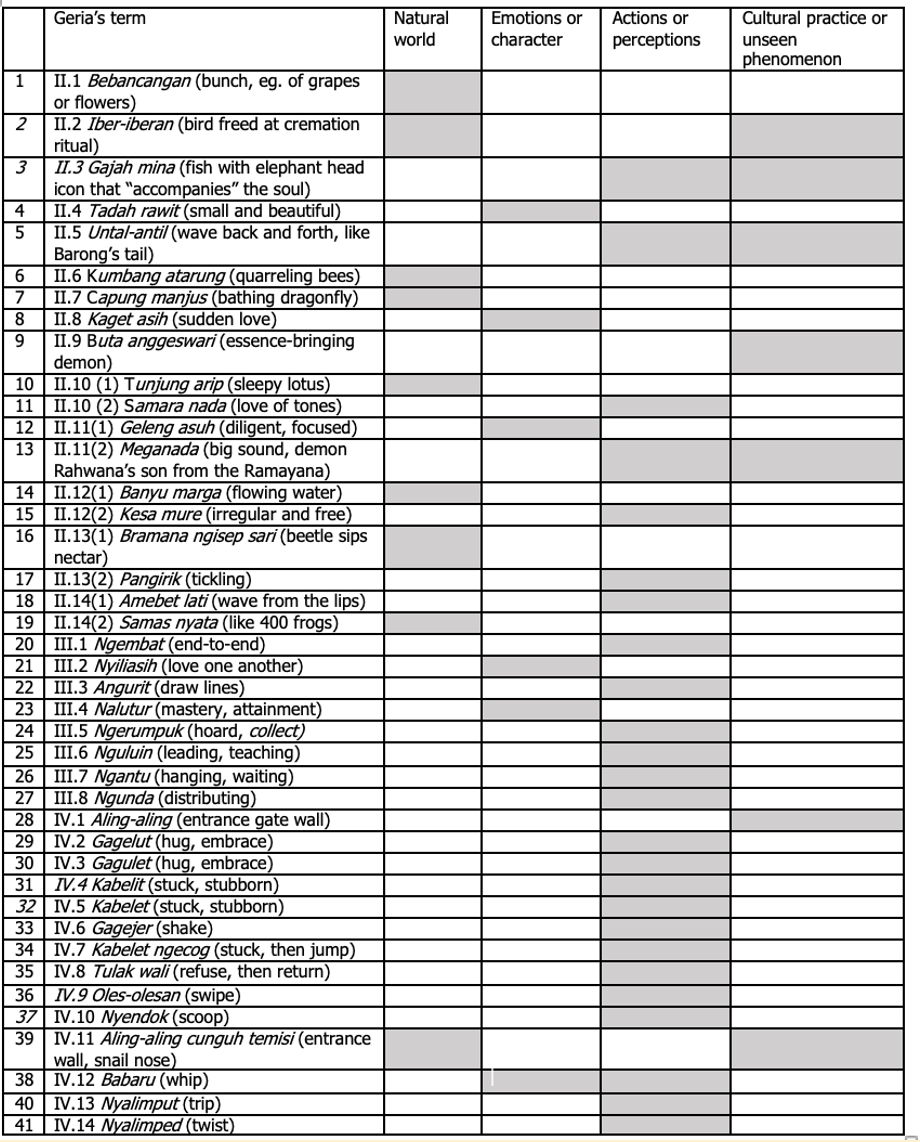 Geria's term Natural world Emotions or character Actions or perceptions Cultural practice or unseen phenomenon
1 II.1 Bebancangan (bunch, eg. of grapes
or flowers)
2 II.2 Iber-iberan (bird freed at cremation
ritual)
3 II.3 Gajah mina (fish with elephant head
icon that "accompanies" the soul)
4 II.4 Tadah rawit (small and beautiful)
5 II.5 Untal-antil (wave back and forth, like
Barong's tail)
6 II.6 Kumbang atarung (quarreling bees)
7 II.7 Capung manjus (bathing dragonfly)
8 II.8 Kaget asih (sudden love)
9 II.9 Buta anggeswari (essence-bringing
demon)
10 II.10 (1) Tunjung arip (sleepy lotus)
11 II.10 (2) Samara nada (love of tones)
12 II.11(1) Geleng asuh (diligent, focused)
13 II.11(2) Meganada (big sound, demon
Rahwana's son from the Ramayana)
14 II.12(1) Banyu marga (flowing water)
15 II.12(2) Kesa mure (irregular and free)
16 II.13(1) Bramana ngisep sari (beetle sips
nectar)
17 II.13(2) Pangirik (tickling)
18 II.14(1) Amebet lati (wave from the lips)
19 II.14(2) Samas nyata (like 400 frogs)
20 III.1 Ngembat (end-to-end)
21 III.2 Nyiliasih (love one another)
22 III.3 Angurit (draw lines)
23 III.4 Nalutur (mastery, attainment)
24 III.5 Ngerumpuk (hoard, collect)
25 III.6 Nguluin (leading, teaching)
26 III.7 Ngantu (hanging, waiting)
27 III.8 Ngunda (distributing)
28 IV.1 Aling-aling (entrance gate wall)
29 IV.2 Gagelut (hug, embrace)
30 IV.3 Gagulet (hug, embrace)
31 IV.4 Kabelit (stuck, stubborn)
32 IV.5 Kabelet (stuck, stubborn)
33 IV.6 Gagejer (shake)
34 IV.7 Kabelet ngecog (stuck, then jump)
35 IV.8 Tulak wali (refuse, then return)
36 IV.9 Oles-olesan (swipe)
37 IV.10 Nyendok (scoop)
39 IV.11 Aling-aling cunguh temisi (entrance
wall, snail nose)
38 IV.12 Babaru (whip)
40 IV.13 Nyalimput (trip)
41 IV.14 Nyalimped (twist)